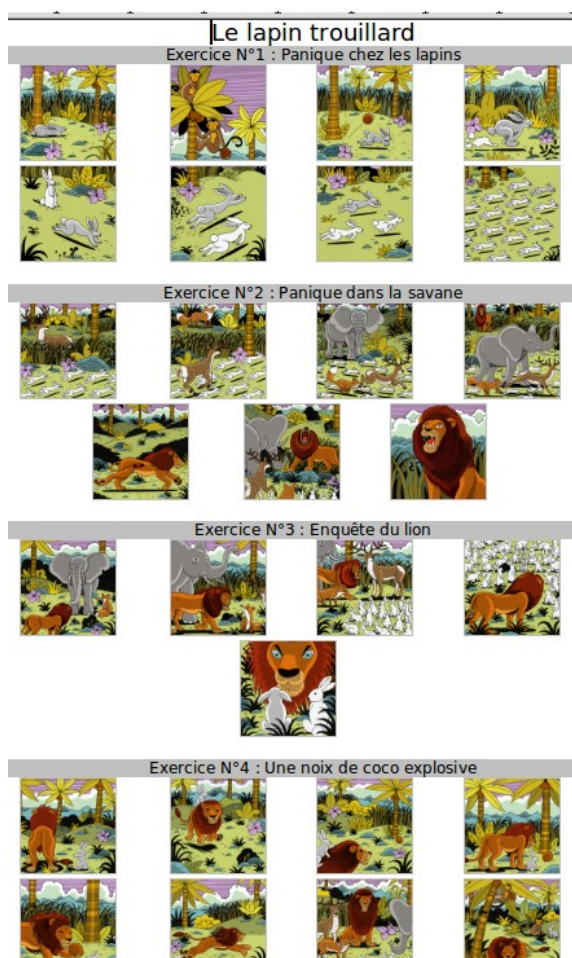 Le lapin trouillard
Exercice N°1 : Panique chez les lapins
Exercice N°2 : Panique dans la savane
Exercice N°3 : Enquête du lion
Exercice N°4 : Une noix de coco explosive